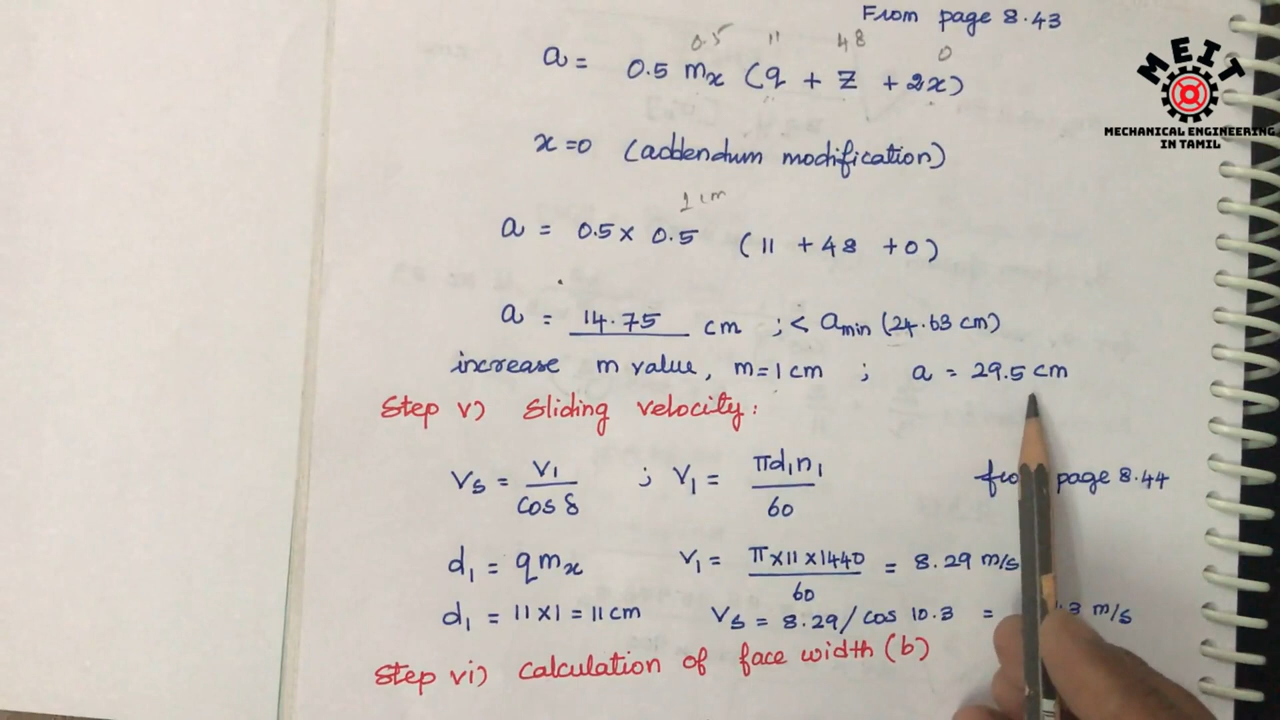 From page 8.43
0.5 11 48 0
a = 0.5 mx (q + z + 2x)
x=0 (addendum modification)
1 cm
a = 0.5 x 0.5 (11 + 48 + 0)
a = 14.75 cm ; < amin (24.63 cm)
increase m value, m=1 cm ; a = 29.5 cm
Step v) Sliding velocity:
Vs = V1 / cos δ ; V1 = πd1n1 / 60 page 8.44
d1 = qmx V1 = π×11×1440 / 60 = 8.29 m/s
d1 = 11×1 = 11 cm Vs = 8.29/cos 10.3 = m/s
Step vi) Calculation of face width (b)
MEIT
MECHANICAL ENGINEERING
IN TAMIL